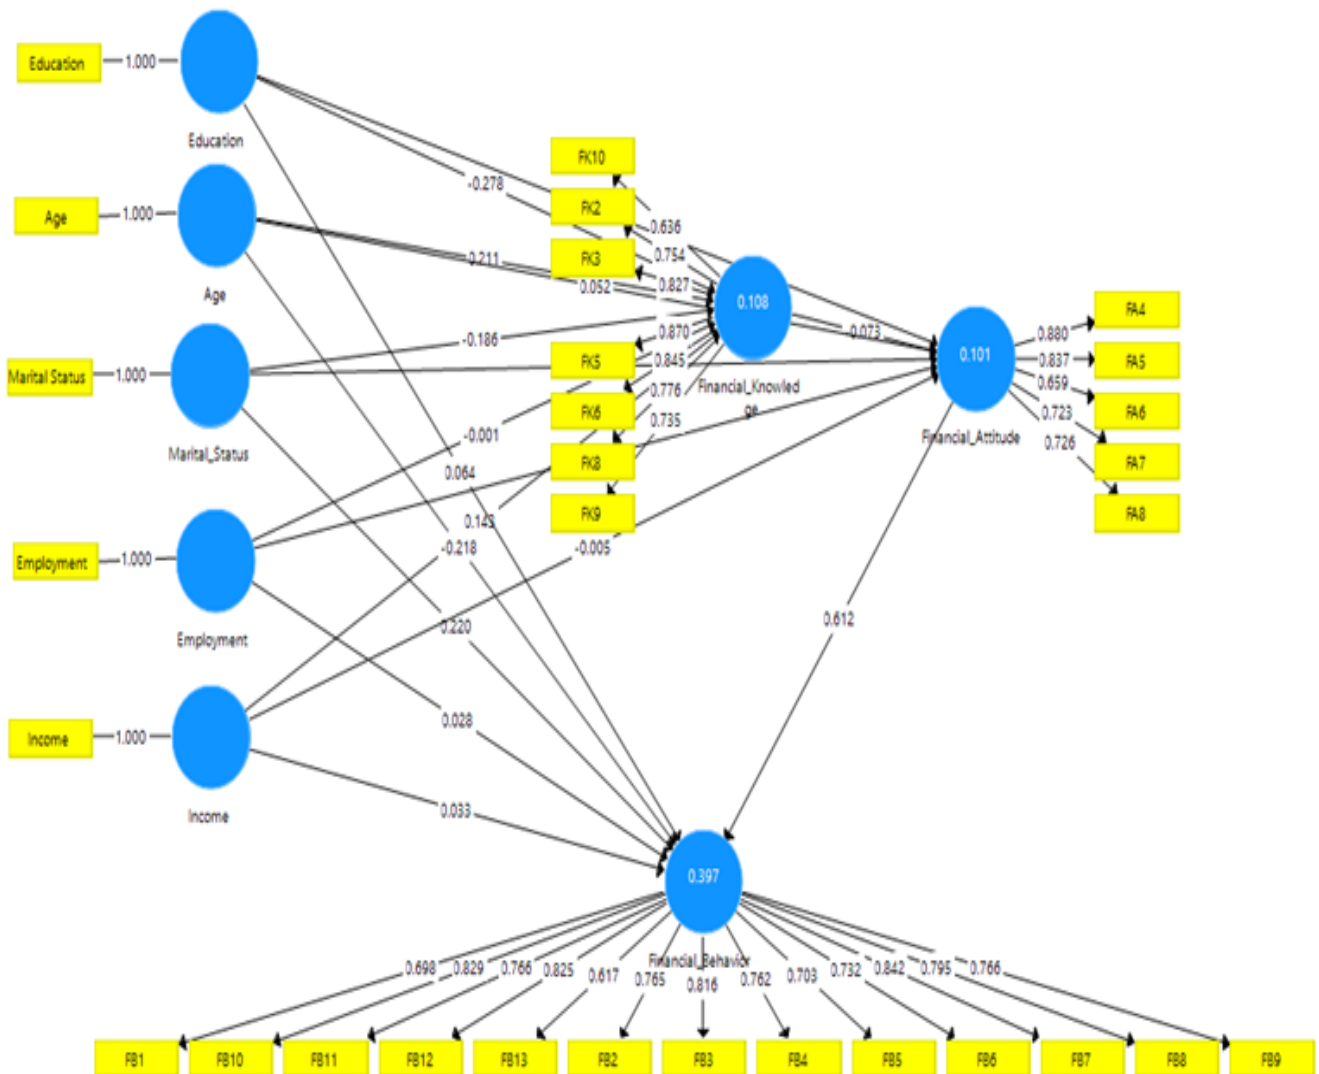 Education
1.000
Education
FK10
-0.278
FK2
0.636
Age
1.000
0.754
FK3
0.211
0.827
0.052
Age
0.108
FA4
0.880
0.073
-0.186
0.870
0.101
0.837
FA5
FK5
0.845
Marital Status
1.000
0.659
Financial_Knowled
ge
0.776
FA6
FK6
0.723
0.735
-0.001
Financial_Attitude
0.726
Marital_Status
FK8
FA7
0.064
FK9
FA8
0.143
-0.218
-0.005
Employment
1.000
0.612
0.220
Employment
0.028
Income
1.000
0.033
Income
0.397
Financial_Behavior
0.698
0.829
0.766
0.825
0.617
0.765
0.816
0.762
0.703
0.732
0.842
0.795
0.766
FB1
FB10
FB11
FB12
FB13
FB2
FB3
FB4
FB5
FB6
FB7
FB8
FB9